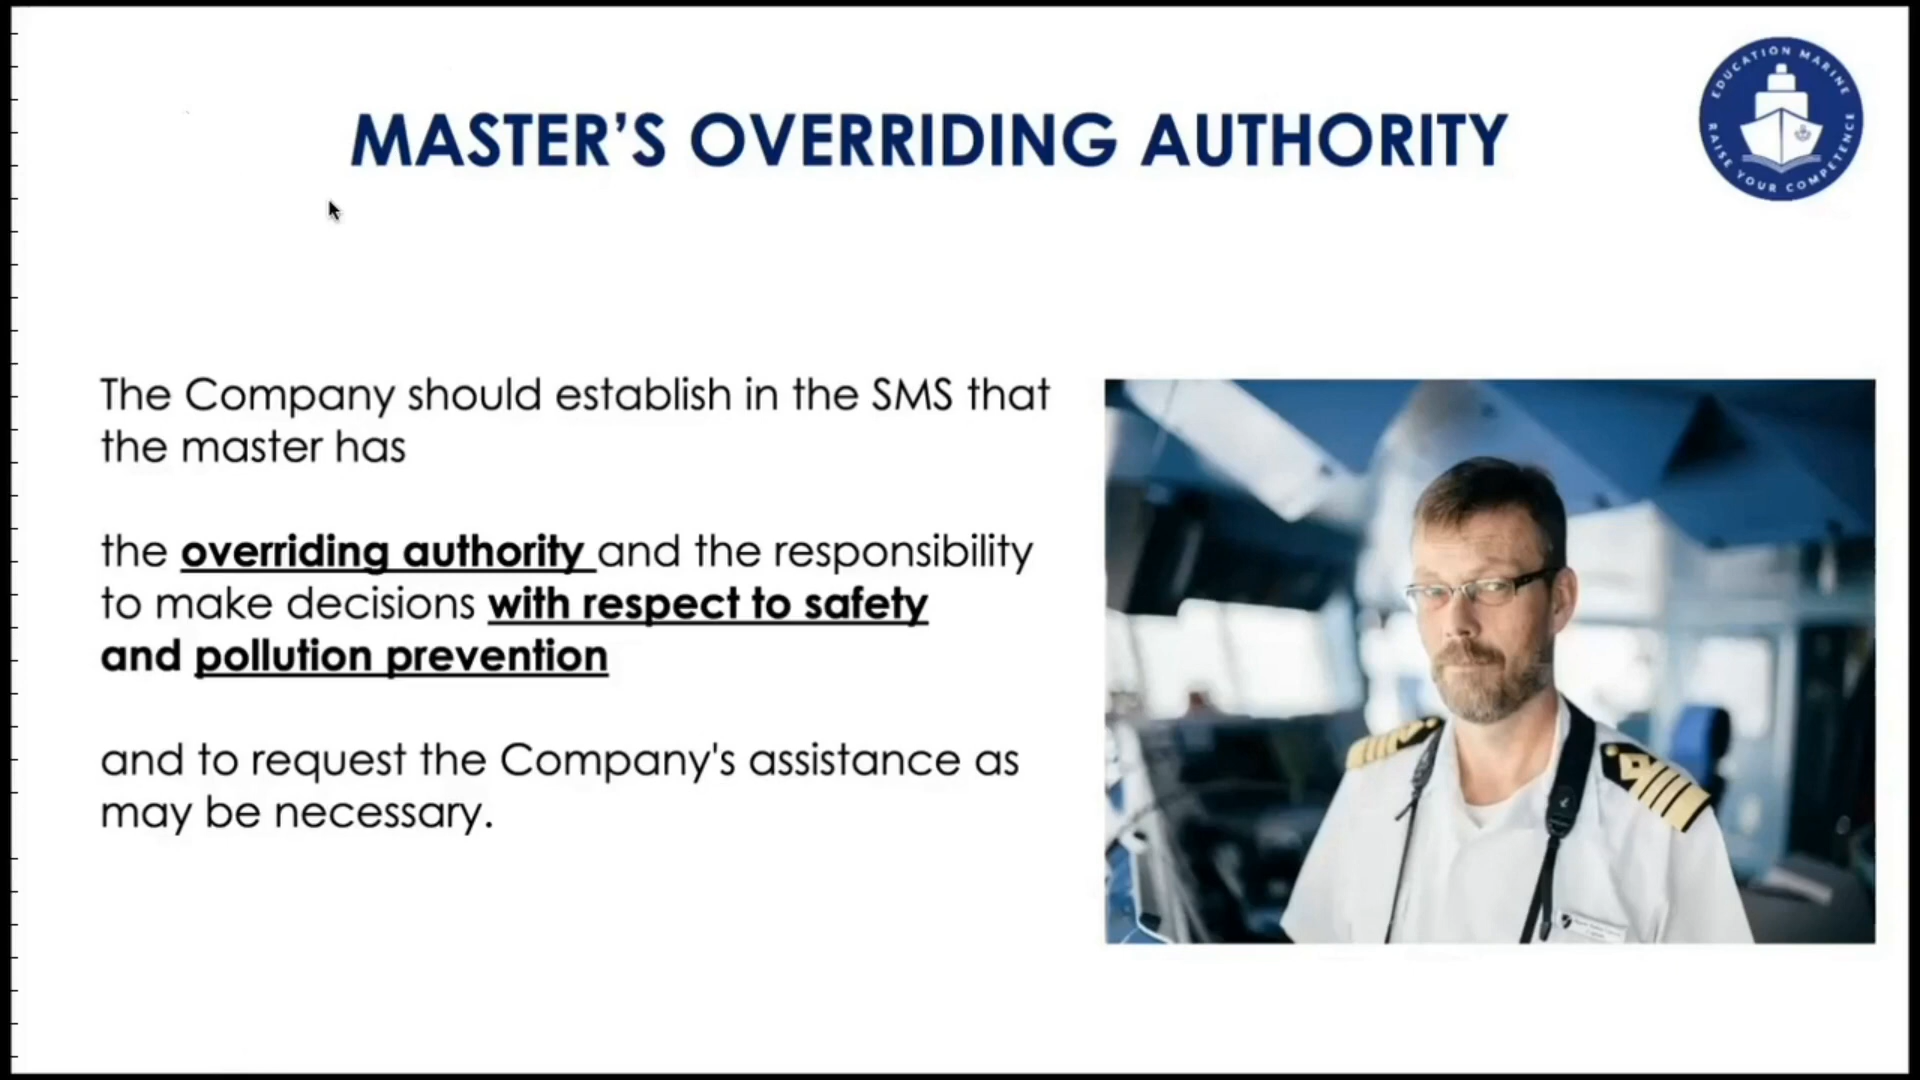 MASTER’S OVERRIDING AUTHORITY
EDUCATION MARINE
RAISE YOUR COMPETENCE
The Company should establish in the SMS that
the master has
the overriding authority and the responsibility
to make decisions with respect to safety
and pollution prevention
and to request the Company's assistance as
may be necessary.